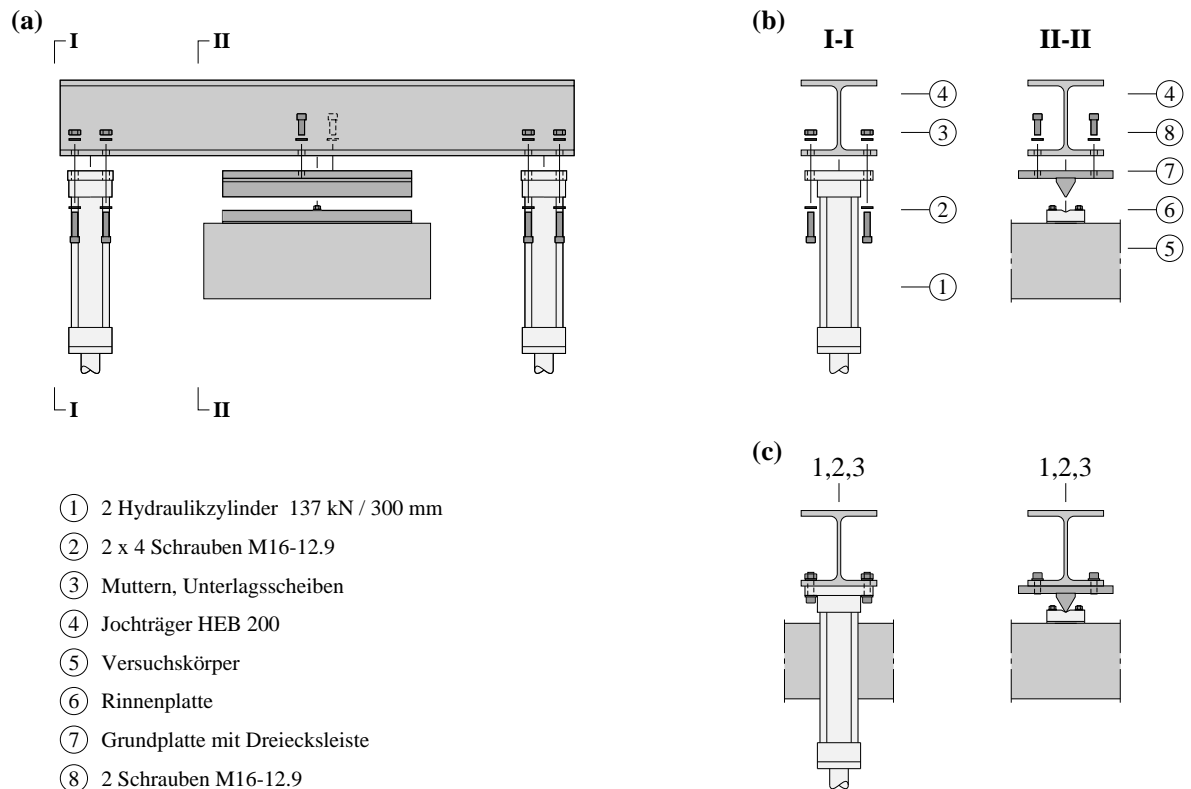 (a)
I
II
I
II
(b)
I-I
II-II
4
3
2
1
4
8
7
6
5
1 2 Hydraulikzylinder 137 kN / 300 mm
2 2 x 4 Schrauben M16-12.9
3 Muttern, Unterlagsscheiben
4 Jochträger HEB 200
5 Versuchskörper
6 Rinnenplatte
7 Grundplatte mit Dreiecksleiste
8 2 Schrauben M16-12.9
(c)
1,2,3
1,2,3